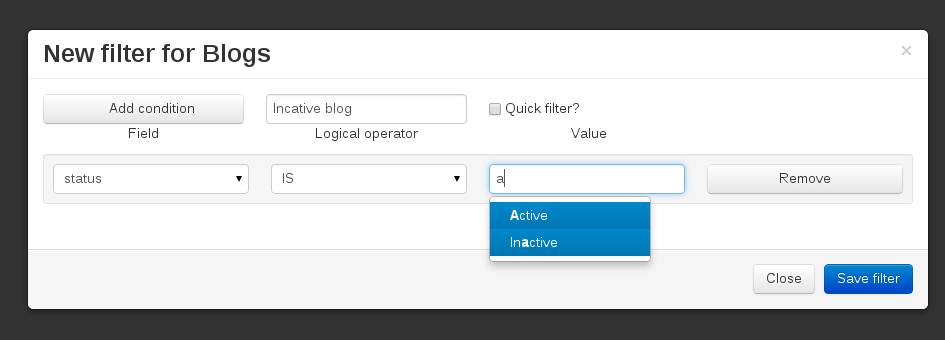 New filter for Blogs
×
Add condition
Incative blog
Quick filter?
Field
Logical operator
Value
status
IS
a
Remove
Active
Inactive
Close
Save filter